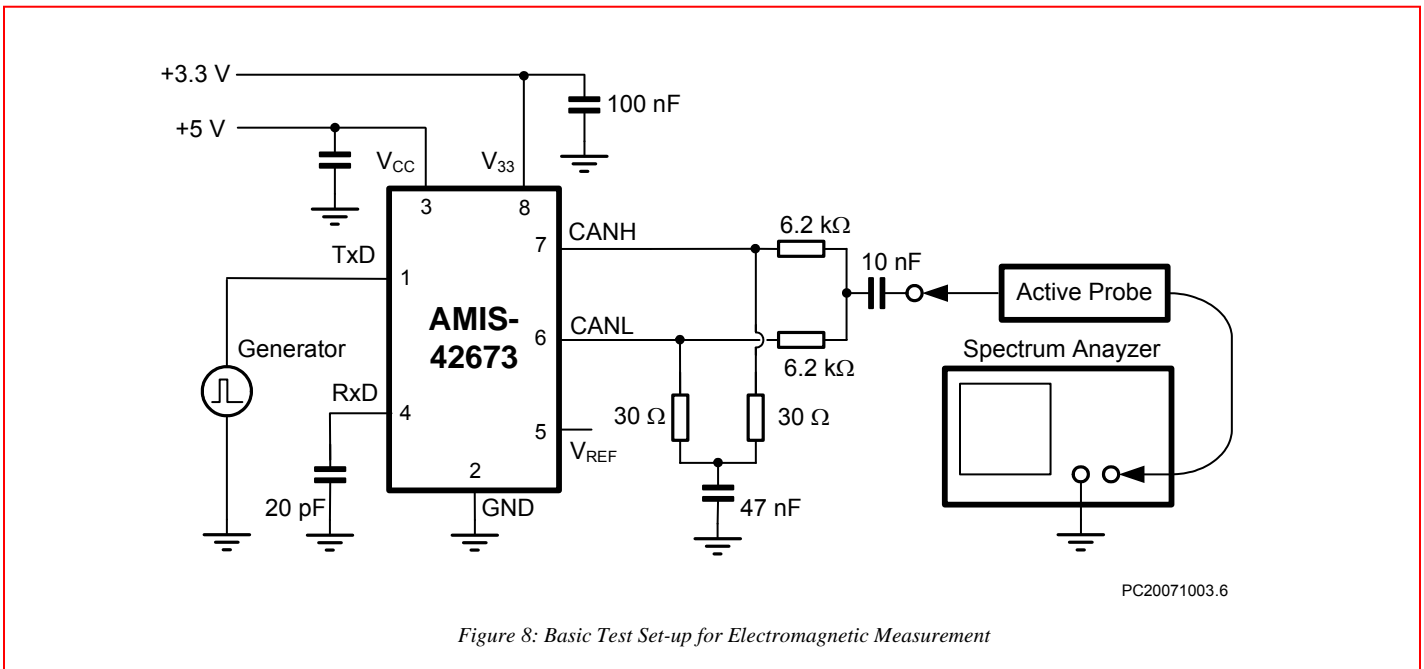 +3.3 V
100 nF
+5 V
VCC
V33
3
8
6.2 kΩ
7
CANH
10 nF
TxD
1
Active Probe
AMIS-
42673
6
CANL
Generator
6.2 kΩ
Spectrum Anayzer
RxD
4
30 Ω
30 Ω
5
VREF
2
GND
20 pF
47 nF
PC20071003.6
Figure 8: Basic Test Set-up for Electromagnetic Measurement